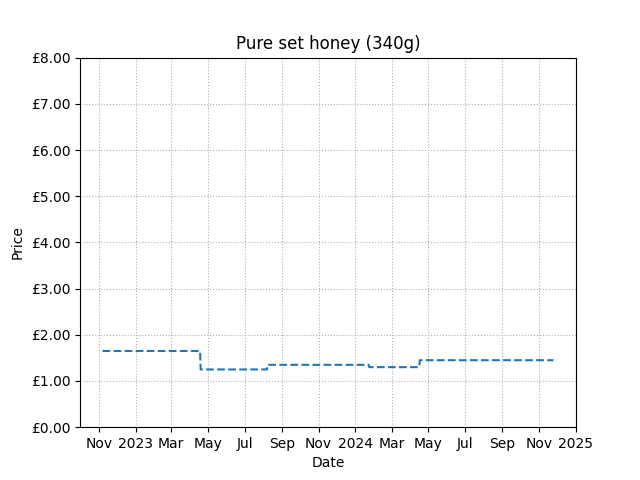 Pure set honey (340g)
£8.00
£7.00
£6.00
£5.00
£4.00
£3.00
£2.00
£1.00
£0.00
Price
Nov 2023 Mar May Jul Sep Nov 2024 Mar May Jul Sep Nov 2025
Date